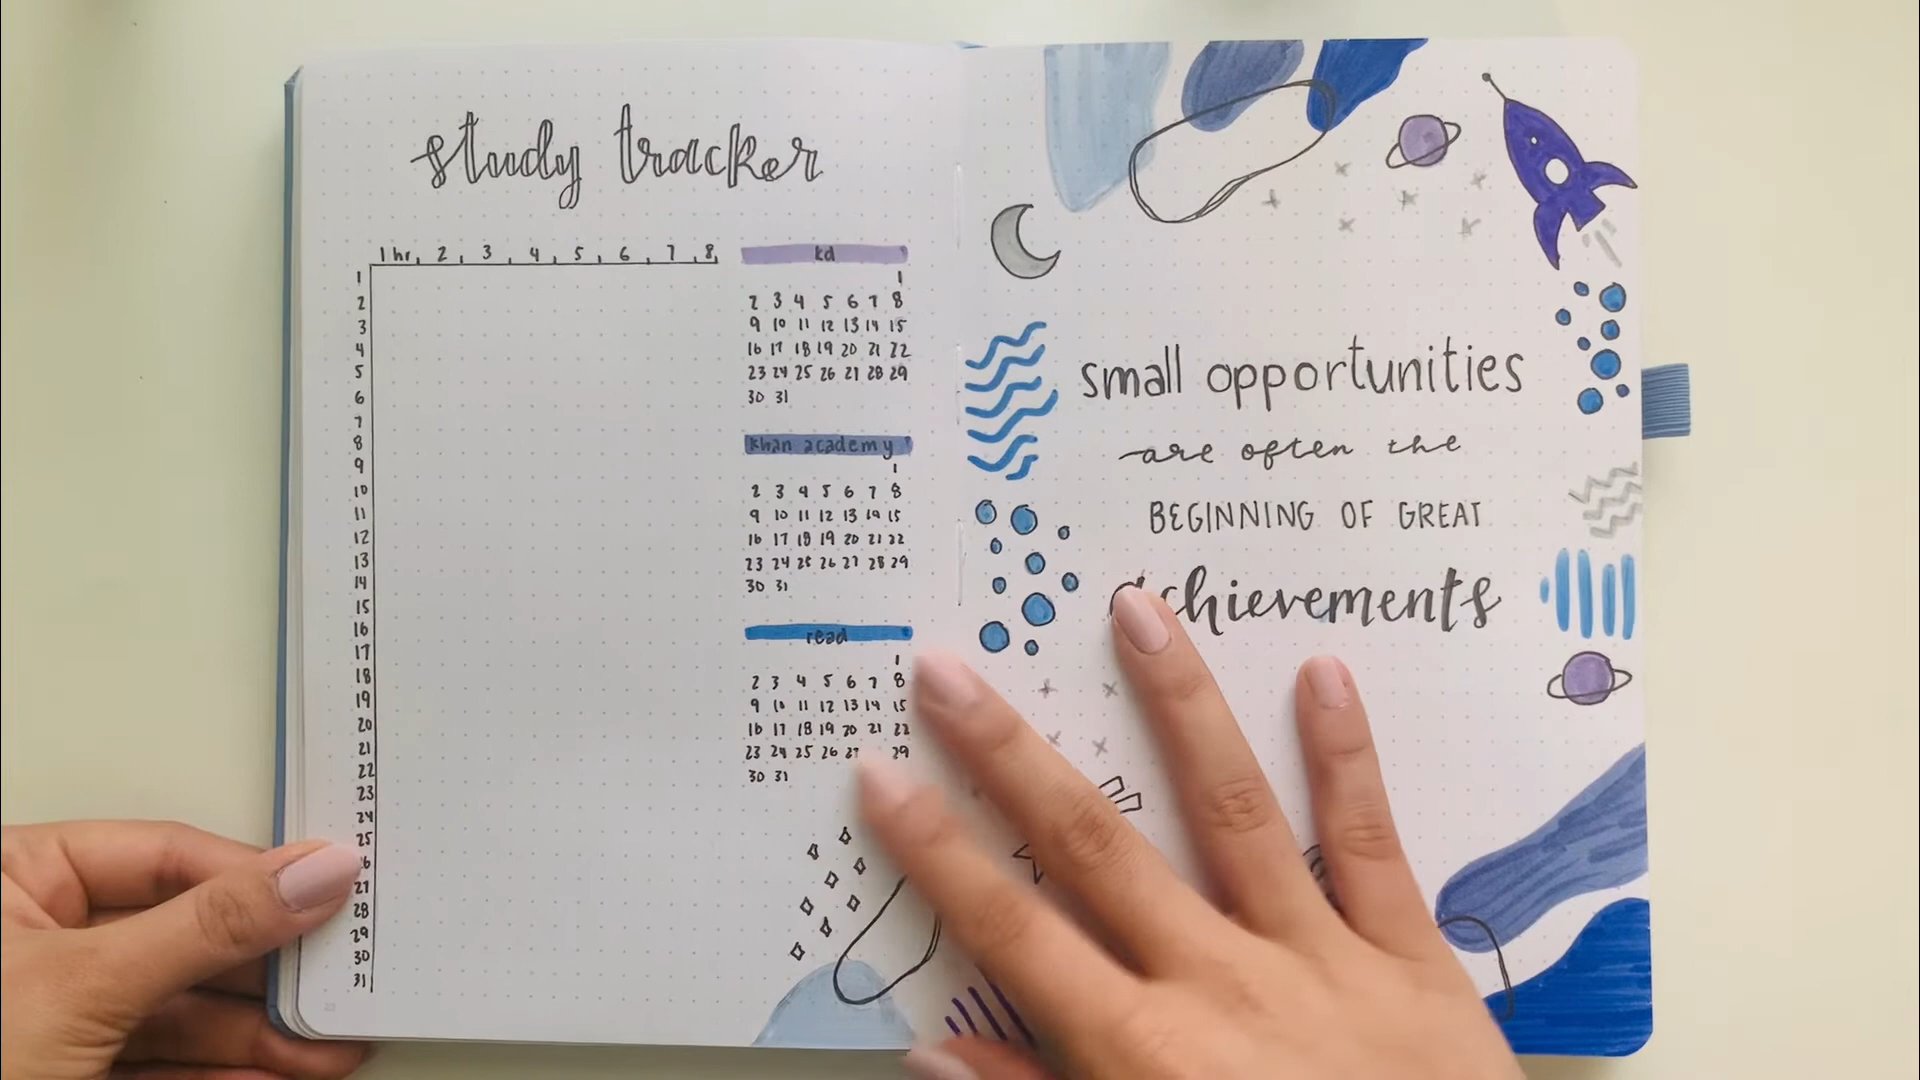 study tracker
1 hr, 2, 3, 4, 5, 6, 7, 8,
1
2
3
4
5
6
7
8
9
10
11
12
13
14
15
16
17
18
19
20
21
22
23
24
25
27
28
29
30
31
kd
1
2 3 4 5 6 7 8
9 10 11 12 13 14 15
16 17 18 19 20 21 22
23 24 25 26 27 28 29
30 31
khan academy
1
2 3 4 5 6 7 8
9 10 11 12 13 14 15
16 17 18 19 20 21 22
23 24 25 26 27 28 29
30 31
read
1
2 3 4 5 6 7 8
9 10 11 12 13 14 15
16 17 18 19 20 21 22
23 24 25 26 27 29
30 31
small opportunities
are often the
BEGINNING OF GREAT
achievements